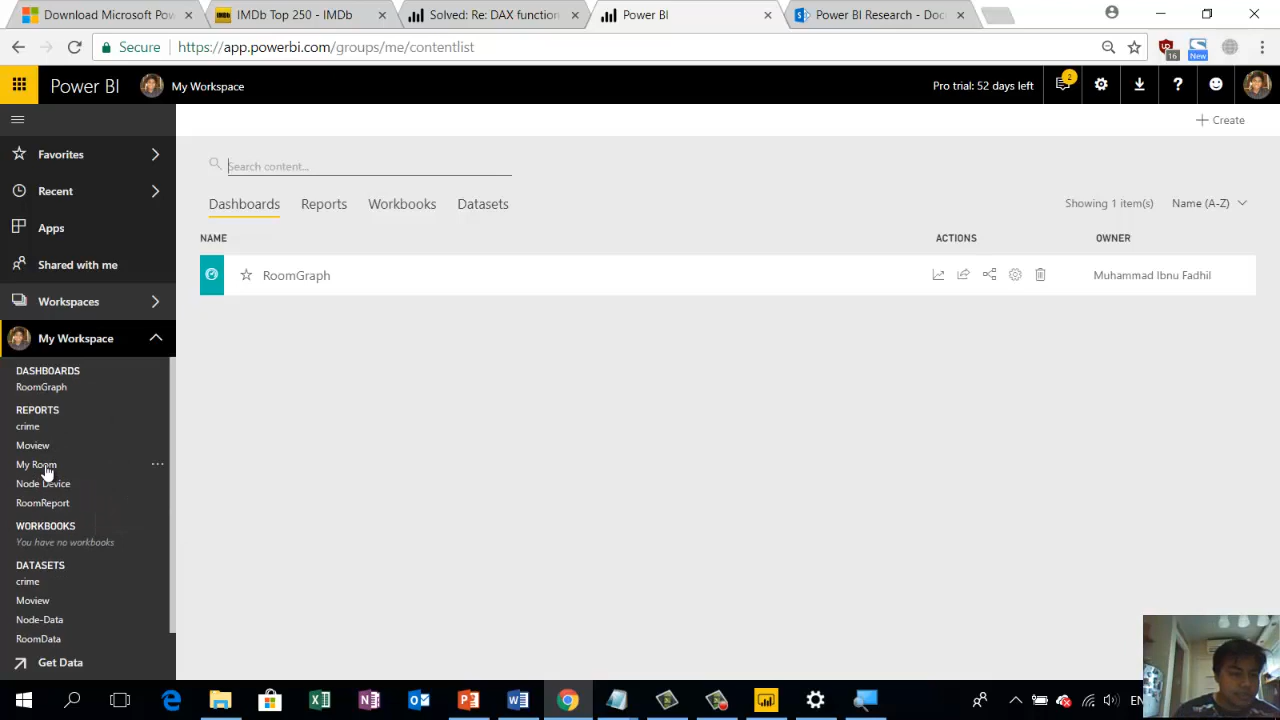 Download Microsoft Pow
IMDb Top 250 - IMDb
Solved: Re: DAX function
Power BI
Power BI Research - Doc
Secure
https://app.powerbi.com/groups/me/contentlist
16
New
Power BI
My Workspace
Pro trial: 52 days left
2
Create
Favorites
Recent
Apps
Shared with me
Workspaces
My Workspace
DASHBOARDS
RoomGraph
REPORTS
crime
Moview
My Room
Node Device
RoomReport
WORKBOOKS
You have no workbooks
DATASETS
crime
Moview
Node-Data
RoomData
Get Data
Search content...
Dashboards Reports Workbooks Datasets
Showing 1 item(s) Name (A-Z)
NAME ACTIONS OWNER
RoomGraph Muhammad Ibnu Fadhil
EN